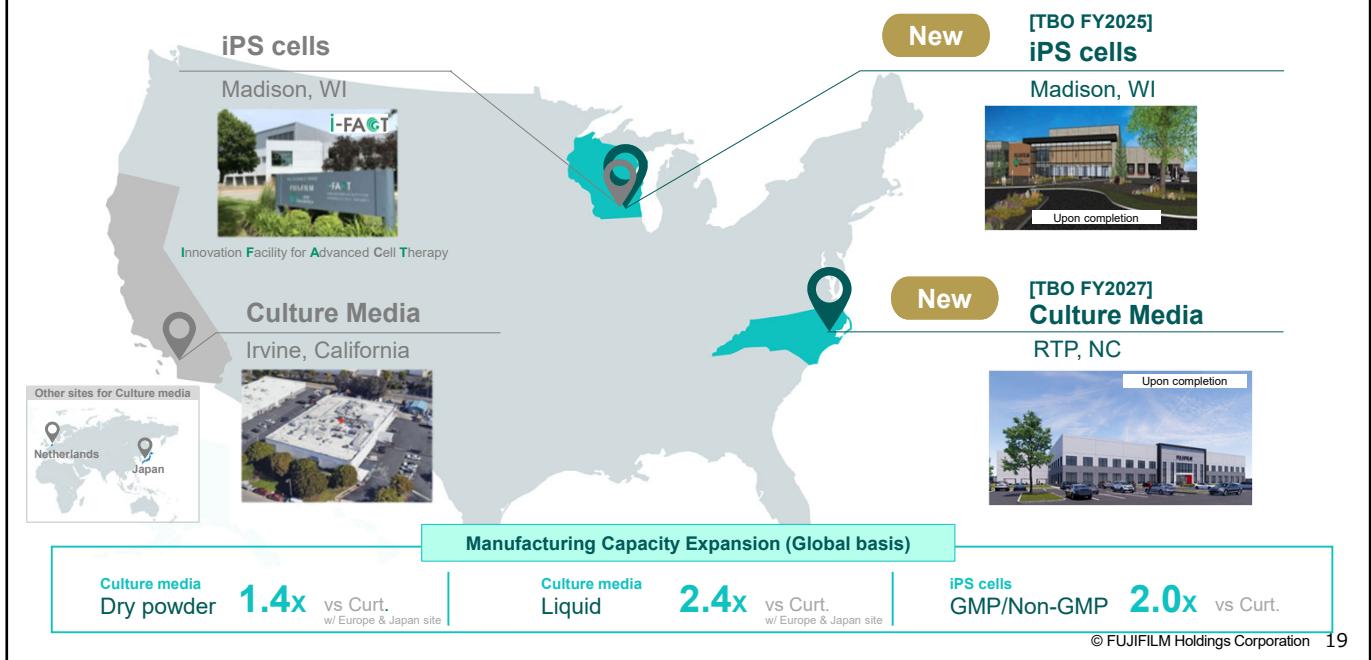 iPS cells
Madison, WI
i-FACT
FUJIFILM
Innovation Facility for Advanced Cell Therapy
New
[TBO FY2025]
iPS cells
Madison, WI
Upon completion
Culture Media
Irvine, California
New
[TBO FY2027]
Culture Media
RTP, NC
Upon completion
Other sites for Culture media
Netherlands
Japan
Manufacturing Capacity Expansion (Global basis)
Culture media
Dry powder 1.4x vs Curt.
w/ Europe & Japan site
Culture media
Liquid 2.4x vs Curt.
w/ Europe & Japan site
iPS cells
GMP/Non-GMP 2.0x vs Curt.
© FUJIFILM Holdings Corporation 19